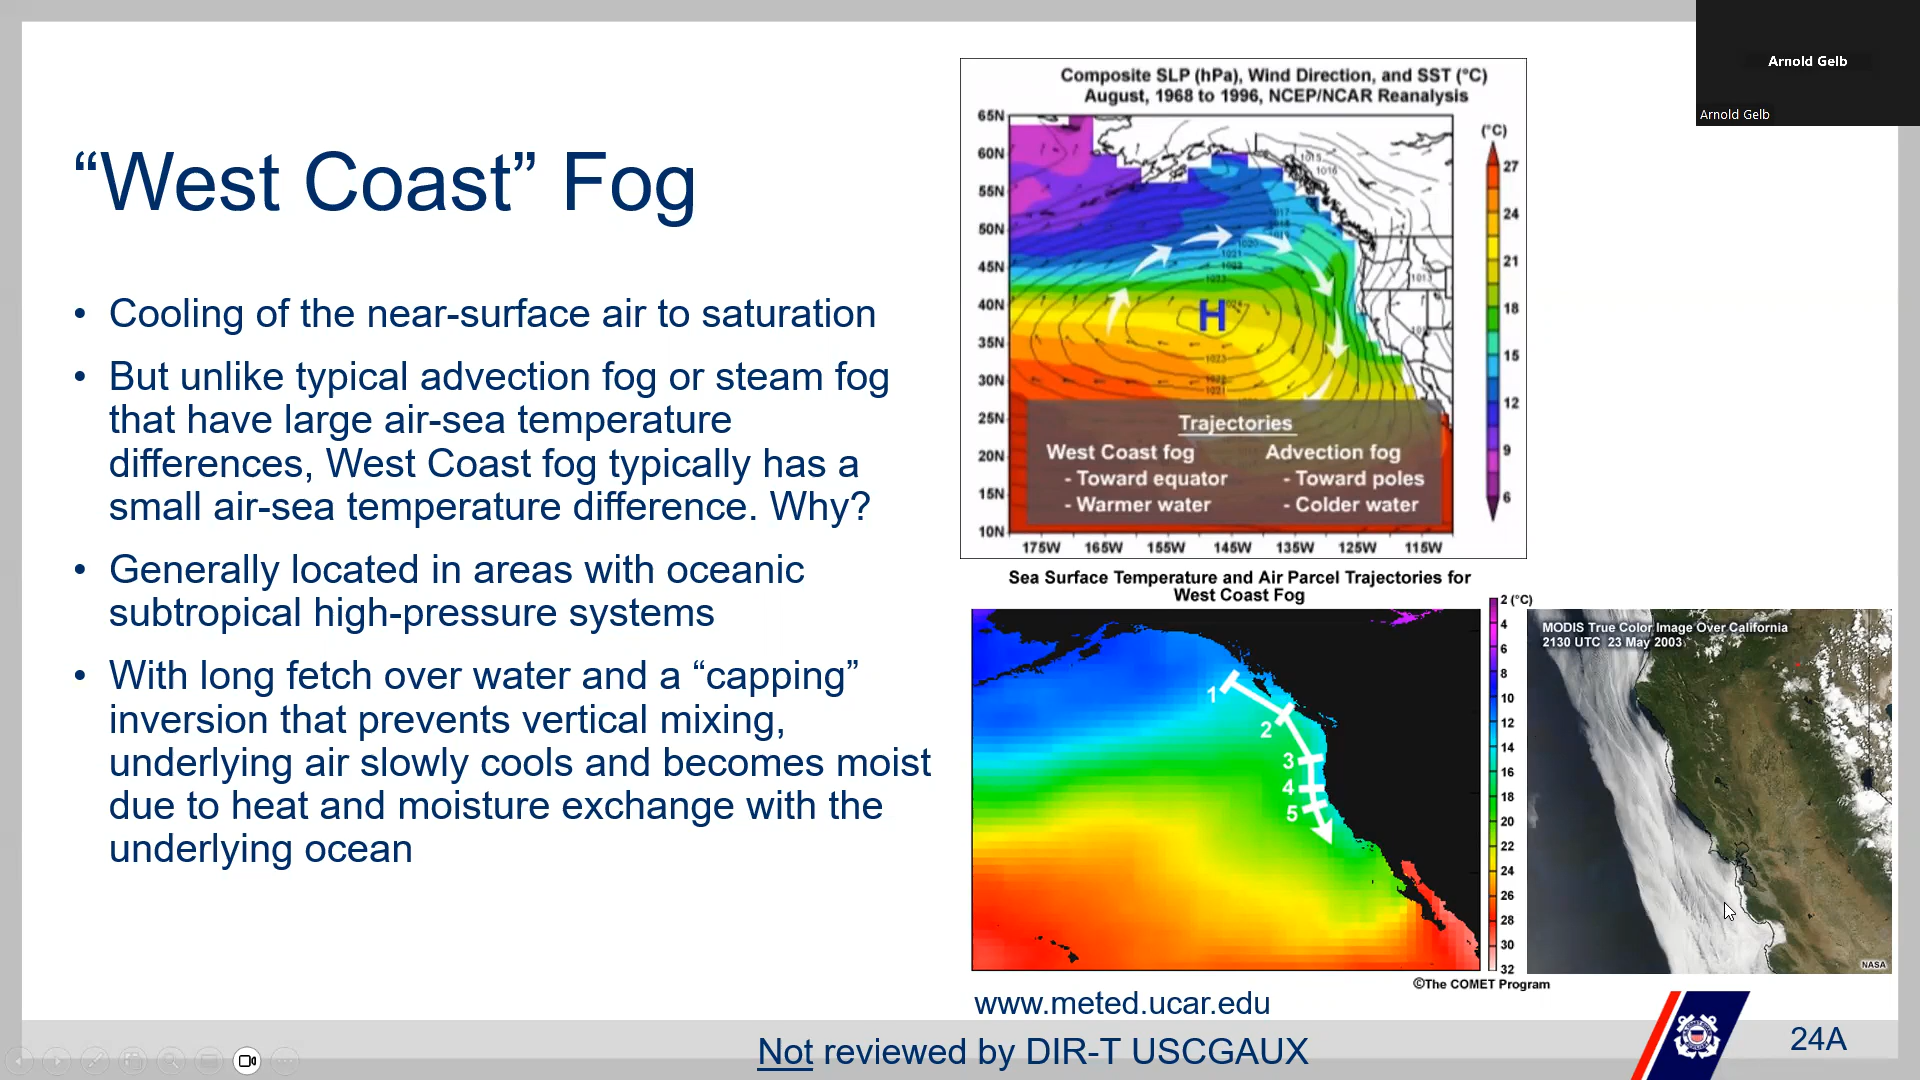 Arnold Gelb
Arnold Gelb
“West Coast” Fog
• Cooling of the near-surface air to saturation
• But unlike typical advection fog or steam fog
that have large air-sea temperature
differences, West Coast fog typically has a
small air-sea temperature difference. Why?
• Generally located in areas with oceanic
subtropical high-pressure systems
• With long fetch over water and a “capping”
inversion that prevents vertical mixing,
underlying air slowly cools and becomes moist
due to heat and moisture exchange with the
underlying ocean
Composite SLP (hPa), Wind Direction, and SST (°C)
August, 1968 to 1996, NCEP/NCAR Reanalysis
65N
60N
55N
50N
45N
40N
35N
30N
25N
20N
15N
10N
175W 165W 155W 145W 135W 125W 115W
(°C)
27
24
21
18
15
12
9
6
1015
1016
1017
1020
1021
1022
1023
H
1023
1021
1013
Trajectories
West Coast fog Advection fog
- Toward equator - Toward poles
- Warmer water - Colder water
Sea Surface Temperature and Air Parcel Trajectories for
West Coast Fog
1
2
3
4
5
2 (°C)
4
6
8
10
12
14
16
18
20
22
24
26
28
30
32
©The COMET Program
MODIS True Color Image Over California
2130 UTC 23 May 2003
NASA
www.meted.ucar.edu
Not reviewed by DIR-T USCGAUX
24A